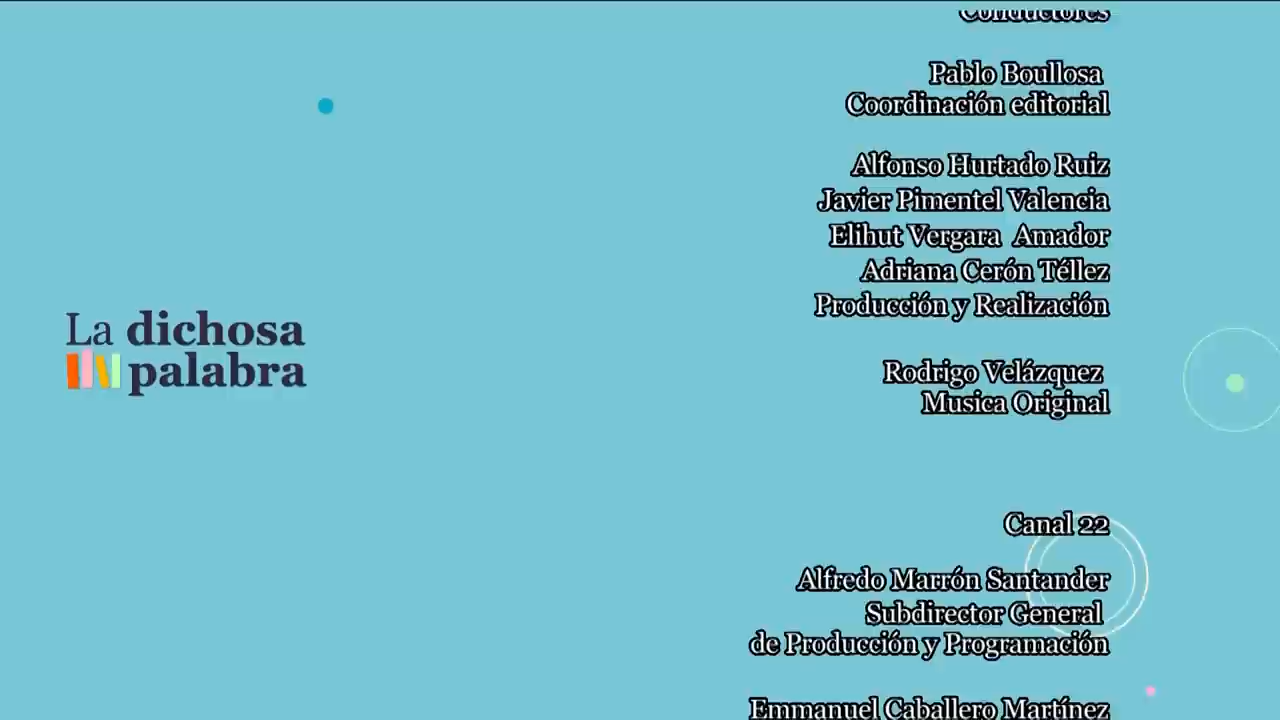 Conductores
Pablo Boullosa
Coordinación editorial
Alfonso Hurtado Ruiz
Javier Pimentel Valencia
Elihut Vergara Amador
Adriana Cerón Téllez
Producción y Realización
La dichosa
palabra
Rodrigo Velázquez
Musica Original
Canal 22
Alfredo Marrón Santander
Subdirector General
de Producción y Programación
Emmanuel Caballero Martínez